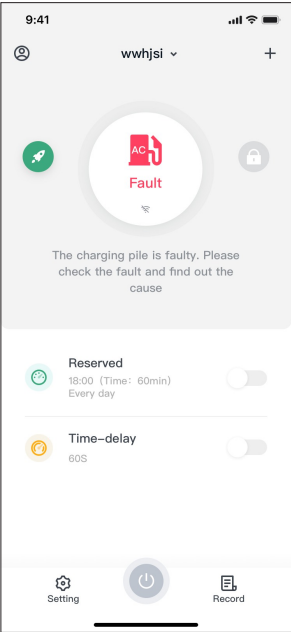 9:41
wwhjsi
AC
Fault
The charging pile is faulty. Please
check the fault and find out the
cause
Reserved
18:00 (Time: 60min)
Every day
Time-delay
60S
Setting
Record